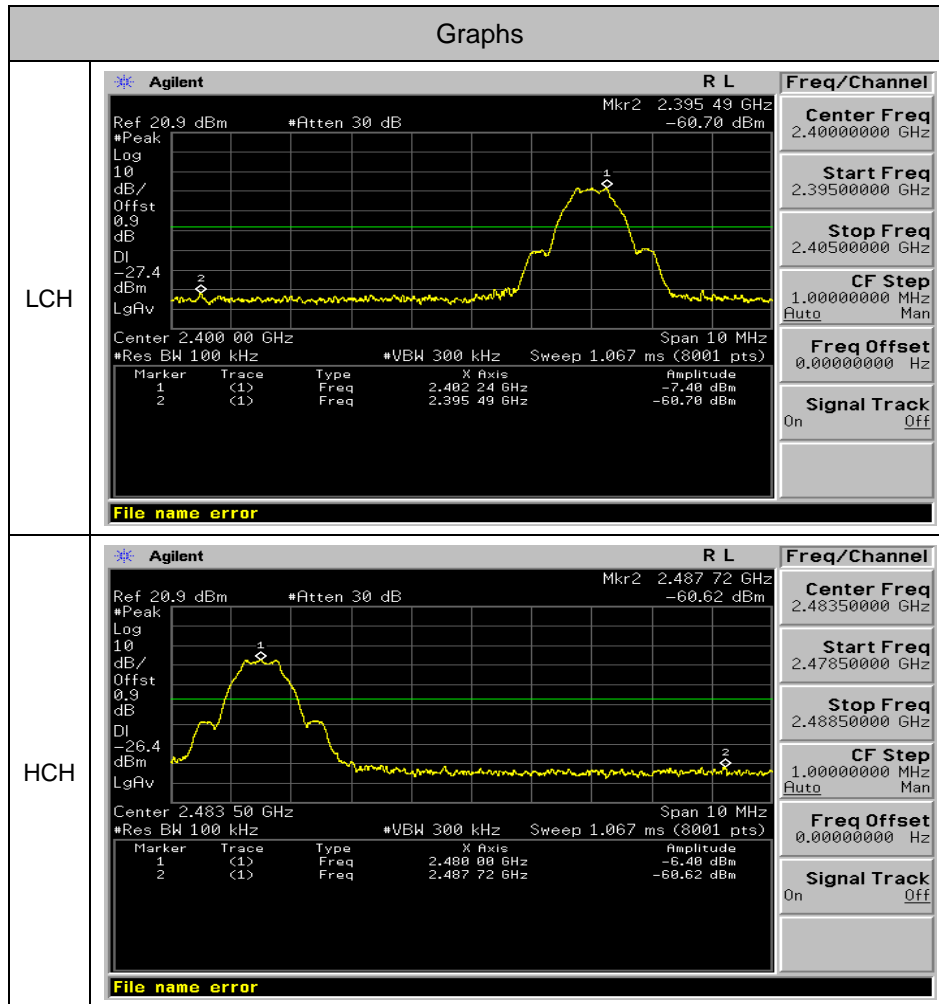 Graphs
LCH
Agilent R L
Mkr2 2.395 49 GHz
Ref 20.9 dBm #Atten 30 dB -60.70 dBm
#Peak
Log
10
dB/
Offst
0.9
dB
DI
-27.4
dBm
LgAv
1
2
Center 2.400 00 GHz Span 10 MHz
#Res BW 100 kHz #VBW 300 kHz Sweep 1.067 ms (8001 pts)
Marker Trace Type X Axis Amplitude
1 (1) Freq 2.402 24 GHz -7.40 dBm
2 (1) Freq 2.395 49 GHz -60.70 dBm
File name error
Freq/Channel
Center Freq
2.40000000 GHz
Start Freq
2.39500000 GHz
Stop Freq
2.40500000 GHz
CF Step
1.00000000 MHz
Auto Man
Freq Offset
0.00000000 Hz
Signal Track
On Off
HCH
Agilent R L
Mkr2 2.487 72 GHz
Ref 20.9 dBm #Atten 30 dB -60.62 dBm
#Peak
Log
10
dB/
Offst
0.9
dB
DI
-26.4
dBm
LgAv
1
2
Center 2.483 50 GHz Span 10 MHz
#Res BW 100 kHz #VBW 300 kHz Sweep 1.067 ms (8001 pts)
Marker Trace Type X Axis Amplitude
1 (1) Freq 2.480 00 GHz -6.40 dBm
2 (1) Freq 2.487 72 GHz -60.62 dBm
File name error
Freq/Channel
Center Freq
2.48350000 GHz
Start Freq
2.47850000 GHz
Stop Freq
2.48850000 GHz
CF Step
1.00000000 MHz
Auto Man
Freq Offset
0.00000000 Hz
Signal Track
On Off